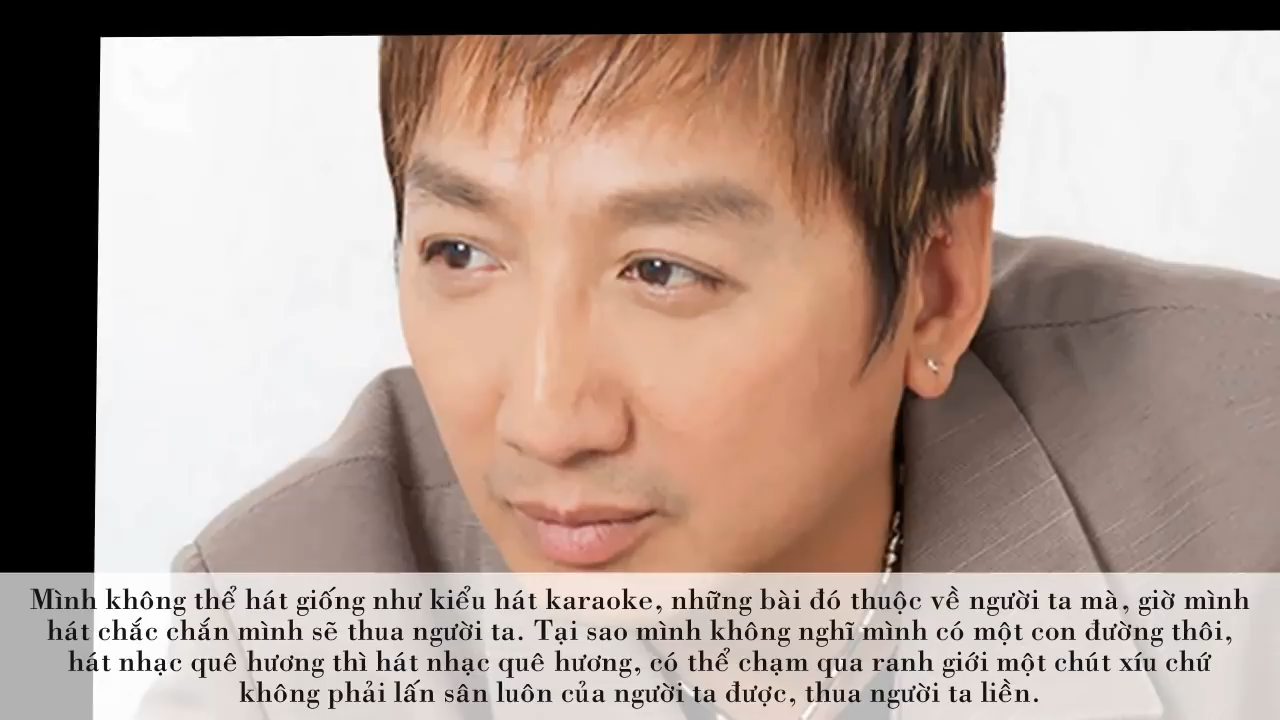 Mình không thể hát giống như kiểu hát karaoke, những bài đó thuộc về người ta mà, giờ mình
hát chắc chắn mình sẽ thua người ta. Tại sao mình không nghĩ mình có một con đường thôi,
hát nhạc quê hương thì hát nhạc quê hương, có thể chạm qua ranh giới một chút xíu chứ
không phải lấn sân luôn của người ta được, thua người ta liền.